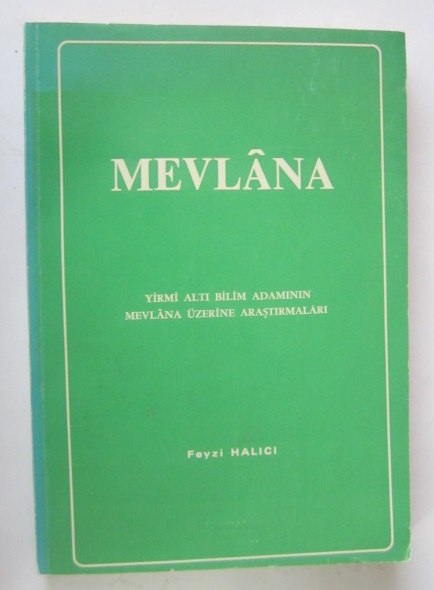 MEVLÂNA
YİRMİ ALTI BİLİM ADAMININ
MEVLÂNA ÜZERİNE ARAŞTIRMALARI
Feyzi HALICI